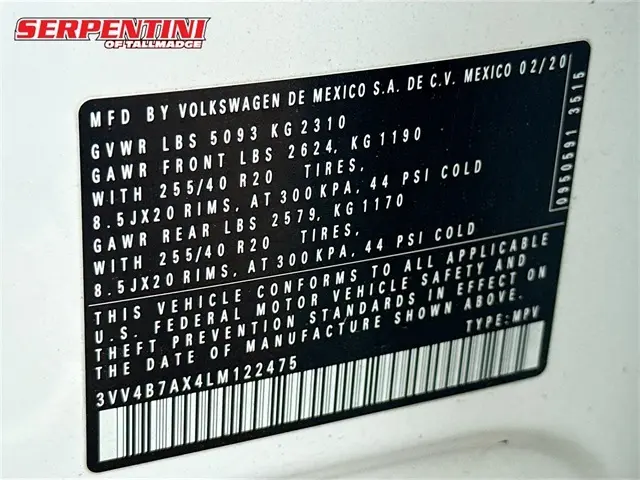 SERPENTINI
OF TALLMADGE
MFD BY VOLKSWAGEN DE MEXICO S.A. DE C.V. MEXICO 02/20
GVWR LBS 5093 KG 2310
GAWR FRONT LBS 2624, KG 1190
WITH 255/40 R20 TIRES,
8.5JX20 RIMS, AT 300 KPA, 44 PSI COLD
GAWR REAR LBS 2579, KG 1170
WITH 255/40 R20 TIRES,
8.5JX20 RIMS, AT 300 KPA, 44 PSI COLD
THIS VEHICLE CONFORMS TO ALL APPLICABLE
U.S. FEDERAL MOTOR VEHICLE SAFETY AND
THEFT PREVENTION STANDARDS IN EFFECT ON
THE DATE OF MANUFACTURE SHOWN ABOVE.
TYPE: MPV
3VV4B7AX4LM122475
0950591 3515